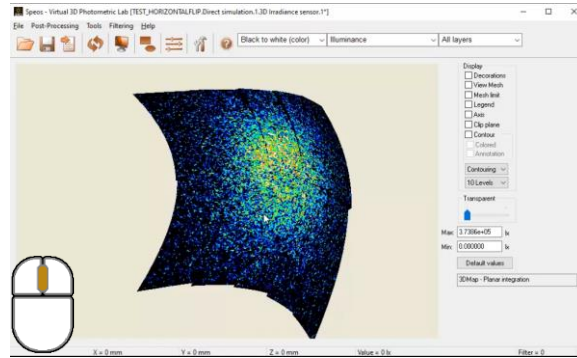 Speos - Virtual 3D Photometric Lab [TEST_HORIZONTALFLIP.Direct simulation.1.3D Irradiance sensor.1*]
File Post-Processing Tools Filtering Help
Black to white (color) Illuminance All layers
Display
Decorations
View Mesh
Mesh limit
Legend
Axis
Clip plane
Contour
Colored
Annotation
Contouring
10 Levels
Transparent
Max: 3.7386e+05 lx
Min: 0.000000 lx
Default values
3DMap - Planar integration
X = 0 mm Y = 0 mm Z = 0 mm Value = 0 lx Filter = 0